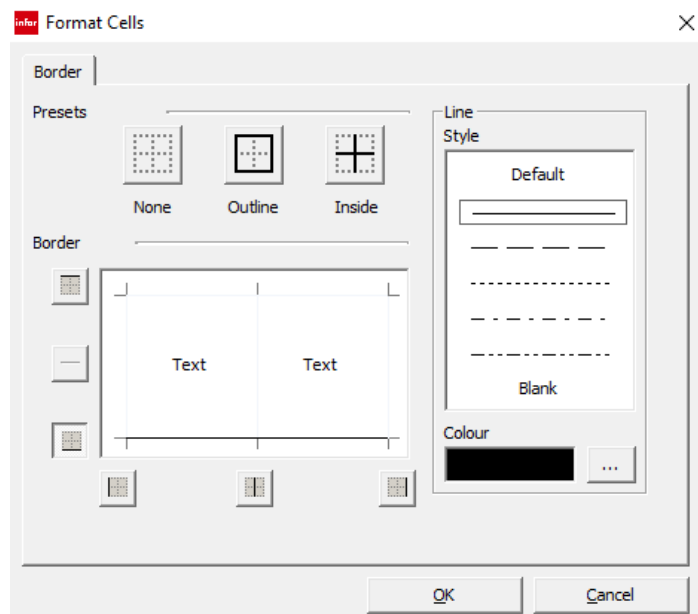 infor Format Cells
Border
Presets
None Outline Inside
Border
Text Text
Line
Style
Default
Blank
Colour
...
OK Cancel